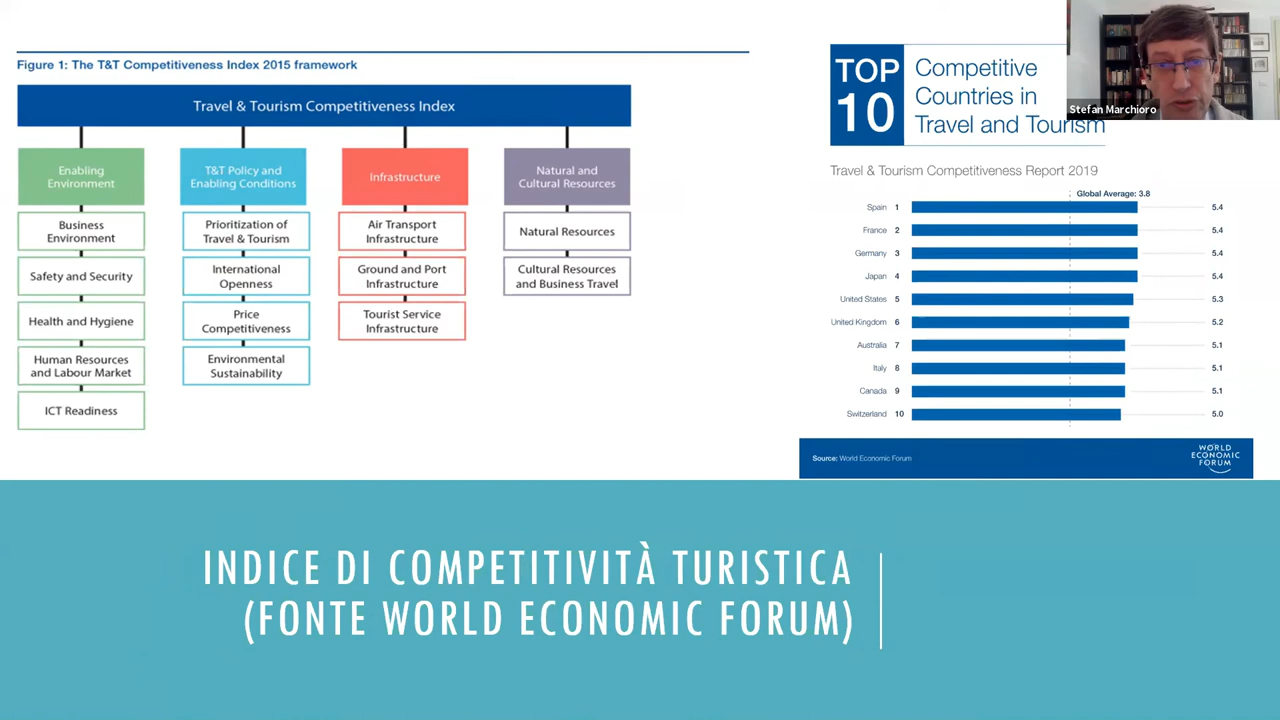 Figure 1: The T&T Competitiveness Index 2015 framework
Travel & Tourism Competitiveness Index
Enabling
Environment
Business
Environment
Safety and Security
Health and Hygiene
Human Resources
and Labour Market
ICT Readiness
T&T Policy and
Enabling Conditions
Prioritization of
Travel & Tourism
International
Openness
Price
Competitiveness
Environmental
Sustainability
Infrastructure
Air Transport
Infrastructure
Ground and Port
Infrastructure
Tourist Service
Infrastructure
Natural and
Cultural Resources
Natural Resources
Cultural Resources
and Business Travel
TOP
10
Competitive
Countries in
Travel and Tourism
Stefan Marchioro
Travel & Tourism Competitiveness Report 2019
Global Average: 3.8
Spain 1 5.4
France 2 5.4
Germany 3 5.4
Japan 4 5.4
United States 5 5.3
United Kingdom 6 5.2
Australia 7 5.1
Italy 8 5.1
Canada 9 5.1
Switzerland 10 5.0
Source: World Economic Forum
WORLD
ECONOMIC
FORUM
INDICE DI COMPETITIVITÀ TURISTICA
(FONTE WORLD ECONOMIC FORUM)